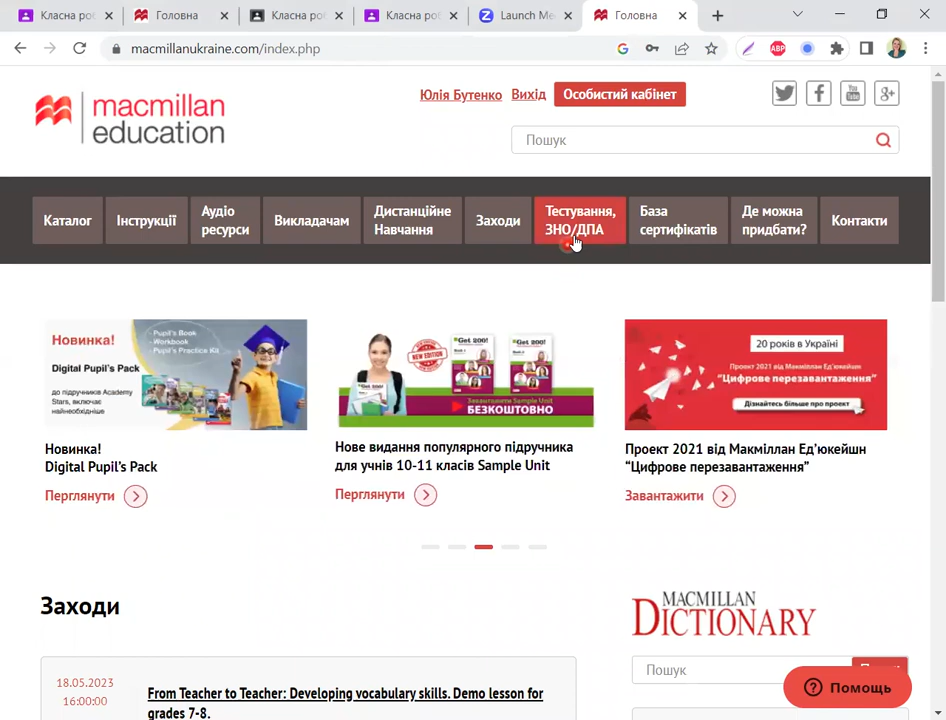 Класна роб
Головна
Класна роб
Класна роб
Launch Me
Головна
macmillanukraine.com/index.php
ABP
macmillan
education
Юлія Бутенко
Вихід
Особистий кабінет
Пошук
Каталог
Інструкції
Аудіо
ресурси
Викладачам
Дистанційне
Навчання
Заходи
Тестування,
ЗНО/ДПА
База
сертифікатів
Де можна
придбати?
Контакти
Новинка!
- Pupil's Book
- Workbook
- Pupil's Practice Kit
Digital Pupil's Pack
до підручників Academy
Stars, включає
найнеобхідніше
NEW EDITION
Get 200!
Get 200!
Завантажити Sample Unit
БЕЗКОШТОВНО
20 років в Україні
Проект 2021 від Макміллан Ед'юкейшн
"Цифрове перезавантаження"
Дізнайтесь більше про проект
Новинка!
Digital Pupil's Pack
Перглянути
Нове видання популярного підручника
для учнів 10-11 класів Sample Unit
Перглянути
Проект 2021 від Макміллан Ед'юкейшн
“Цифрове перезавантаження”
Завантажити
Заходи
18.05.2023
16:00:00
From Teacher to Teacher: Developing vocabulary skills. Demo lesson for
grades 7-8.
MACMILLAN
DICTIONARY
Пошук
Помощь